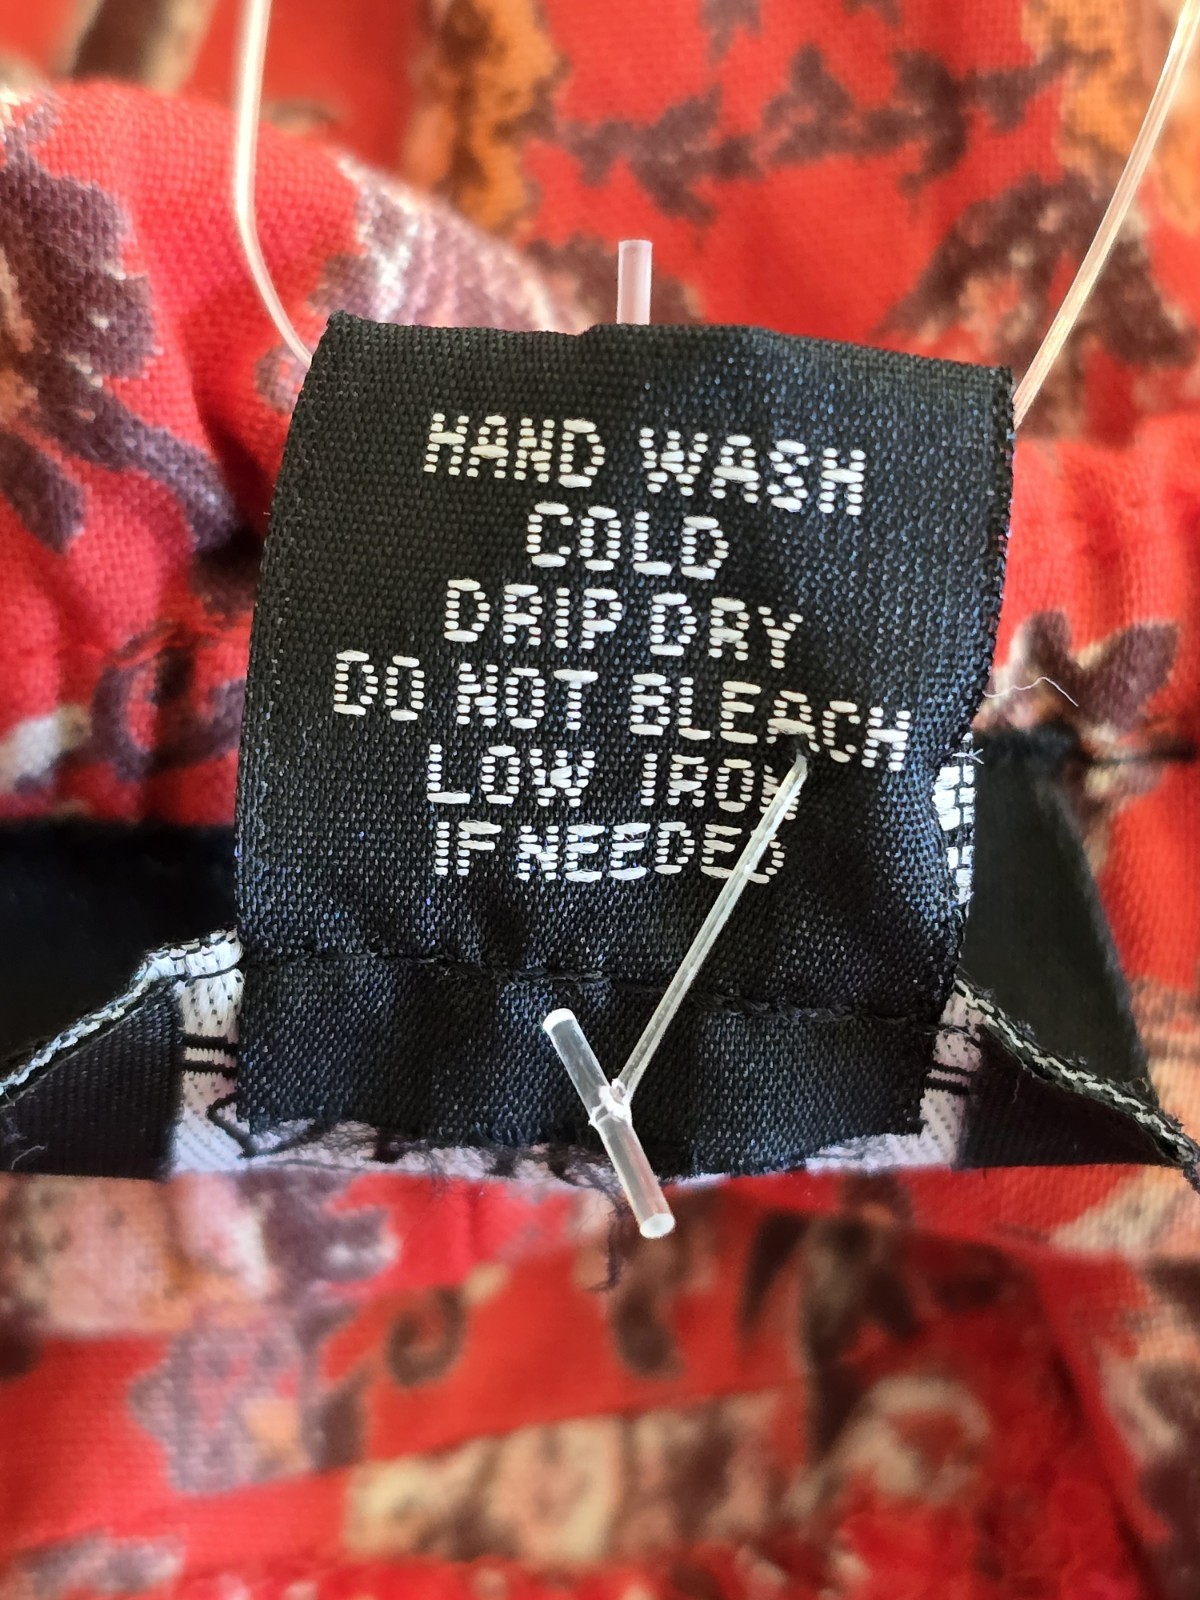 HAND WASH
COLD
DRIP DRY
DO NOT BLEACH
LOW IRON
IF NEEDED